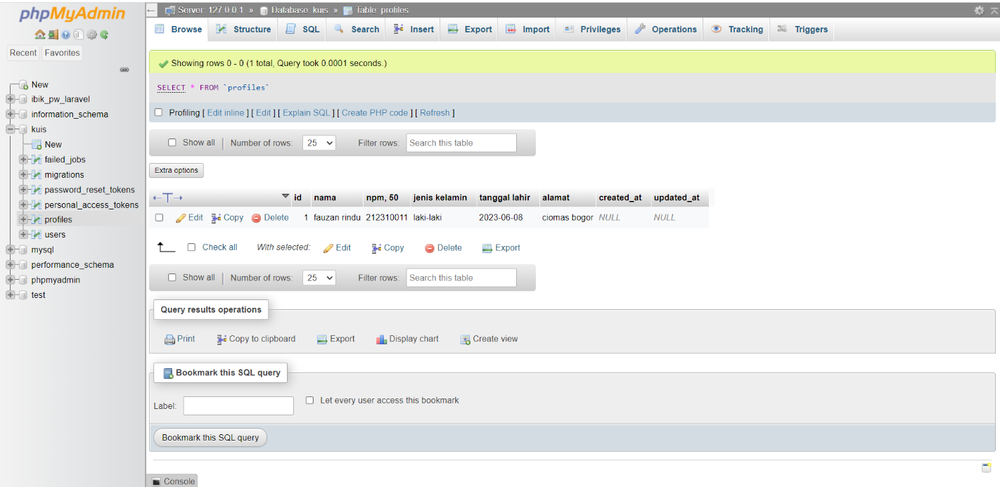 phpMyAdmin
Recent Favorites
New
ibik_pw_laravel
information_schema
kuis
New
failed_jobs
migrations
password_reset_tokens
personal_access_tokens
profiles
users
mysql
performance_schema
phpmyadmin
test
Server: 127.0.0.1 » Database: kuis » Table: profiles
Browse Structure SQL Search Insert Export Import Privileges Operations Tracking Triggers
Showing rows 0 - 0 (1 total, Query took 0.0001 seconds.)
SELECT * FROM `profiles`
Profiling [ Edit inline ] [ Edit ] [ Explain SQL ] [ Create PHP code ] [ Refresh ]
Show all | Number of rows: 25 Filter rows: Search this table
Extra options
id nama npm, 50 jenis kelamin tanggal lahir alamat created_at updated_at
Edit Copy Delete 1 fauzan rindu 212310011 laki-laki 2023-06-08 ciomas bogor NULL NULL
Check all With selected: Edit Copy Delete Export
Show all | Number of rows: 25 Filter rows: Search this table
Query results operations
Print Copy to clipboard Export Display chart Create view
Bookmark this SQL query
Label: Let every user access this bookmark
Bookmark this SQL query
Console